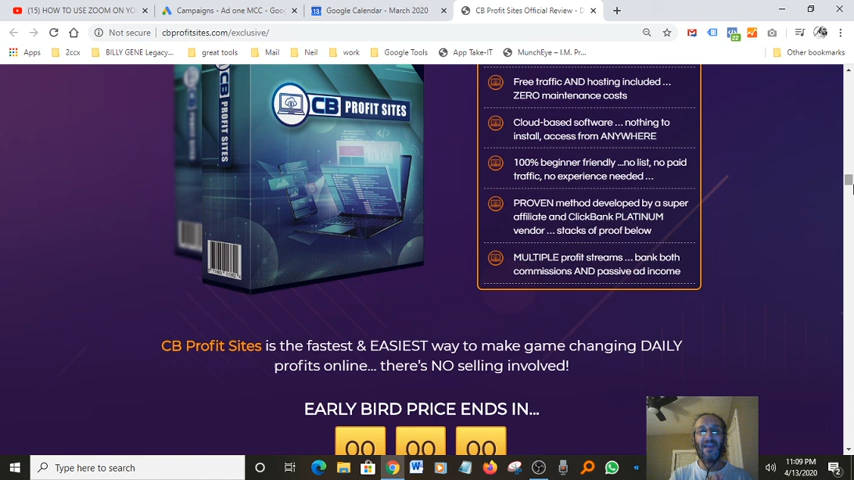 (15) HOW TO USE ZOOM ON YO
Campaigns - Ad one MCC - Goo
Google Calendar - March 2020
CB Profit Sites Official Review - D
Not secure
cbprofitsites.com/exclusive/
Apps
2ccx
BILLY GENE Legacy...
great tools
Mail
Neil
work
Google Tools
App Take-IT
MunchEye – I.M. Pr...
Other bookmarks
CB PROFIT SITES
CB PROFIT SITES
Free traffic AND hosting included ...
ZERO maintenance costs
Cloud-based software ... nothing to
install, access from ANYWHERE
100% beginner friendly ...no list, no paid
traffic, no experience needed ...
PROVEN method developed by a super
affiliate and ClickBank PLATINUM
vendor ... stacks of proof below
MULTIPLE profit streams ... bank both
commissions AND passive ad income
CB Profit Sites is the fastest & EASIEST way to make game changing DAILY
profits online... there's NO selling involved!
EARLY BIRD PRICE ENDS IN...
00 00 00
Type here to search
11:09 PM
4/13/2020